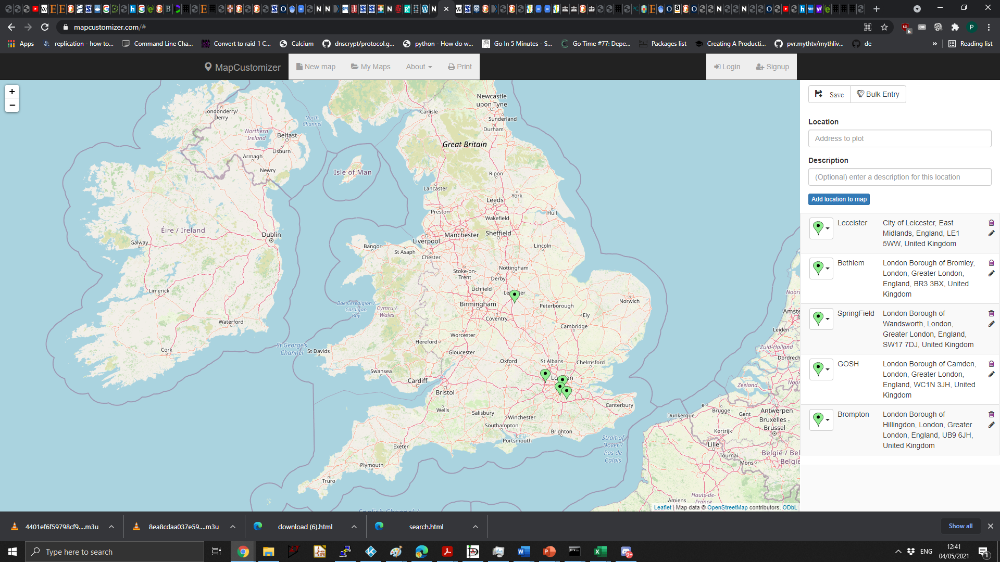 mapcustomizer.com/#
6
P
Apps
replication - how to...
Command Line Cha...
Convert to raid 1 C...
Calcium
dnscrypt/protocol.g...
python - How do w...
Go In 5 Minutes - S...
Go Time #77: Depe...
Packages list
Creating A Producti...
pvr.mythtv/mythliv...
de
»
Reading list
MapCustomizer
New map
My Maps
About
Print
Login
Signup
+
−
Newcastle
upon Tyne
Carlisle
Sunderland
Durham
Londonderry/
Derry
North
Channel
Northern
Ireland
Belfast
Lisburn
Armagh
Newry
Great Britain
Isle of Man
Ripon
Lancaster
York
Leeds
Preston
Hull
Wakefield
Éire / Ireland
Dublin
Galway
Manchester
Sheffield
Liverpool
Bangor
St Asaph
Chester
Lincoln
Stoke-on-
Trent
Nottingham
Derby
Limerick
Lichfield
Birmingham
Peterborough
Norwich
Bae Ceredigion /
Cardigan
Bay
Cymru /
Wales
Coventry
Ely
Waterford
Cambridge
Worcester
Hereford
Cork
St George's
Channel
St Davids
Gloucester
Oxford
St Albans
Chelmsford
Swansea
Cardiff
Bristol
Canterbury
Wells
Salisbury
Winchester
Southampton
Brighton
Portsmouth
Exeter
Plymouth
Truro
Strait of
Dover /
Pas de
Calais
Dunkerque
Brugge
Gent
Antwerpen
Bruxelles -
Brussel
Kortrijk
Lille
Tournai
Mons
België / Bel
Belgie
Hauts-de-
France
Amiens
Zeeland
Zuid-Holland
Dordrech
Leiden
Amste
Noord
English Channel /
Leaflet | Map data © OpenStreetMap contributors, ODbL
Save
Bulk Entry
Location
Address to plot
Description
(Optional) enter a description for this location
Add location to map
Leceister
City of Leicester, East
Midlands, England, LE1
5WW, United Kingdom
Bethlem
London Borough of Bromley,
London, Greater London,
England, BR3 3BX, United
Kingdom
SpringField
London Borough of
Wandsworth, London,
Greater London, England,
SW17 7DJ, United Kingdom
GOSH
London Borough of Camden,
London, Greater London,
England, WC1N 3JH, United
Kingdom
Brompton
London Borough of
Hillingdon, London, Greater
London, England, UB9 6JH,
United Kingdom
4401ef6f59798cf9....m3u
8ea8cdaa037e59....m3u
download (6).html
search.html
Show all
Type here to search
ENG
12:41
04/05/2021